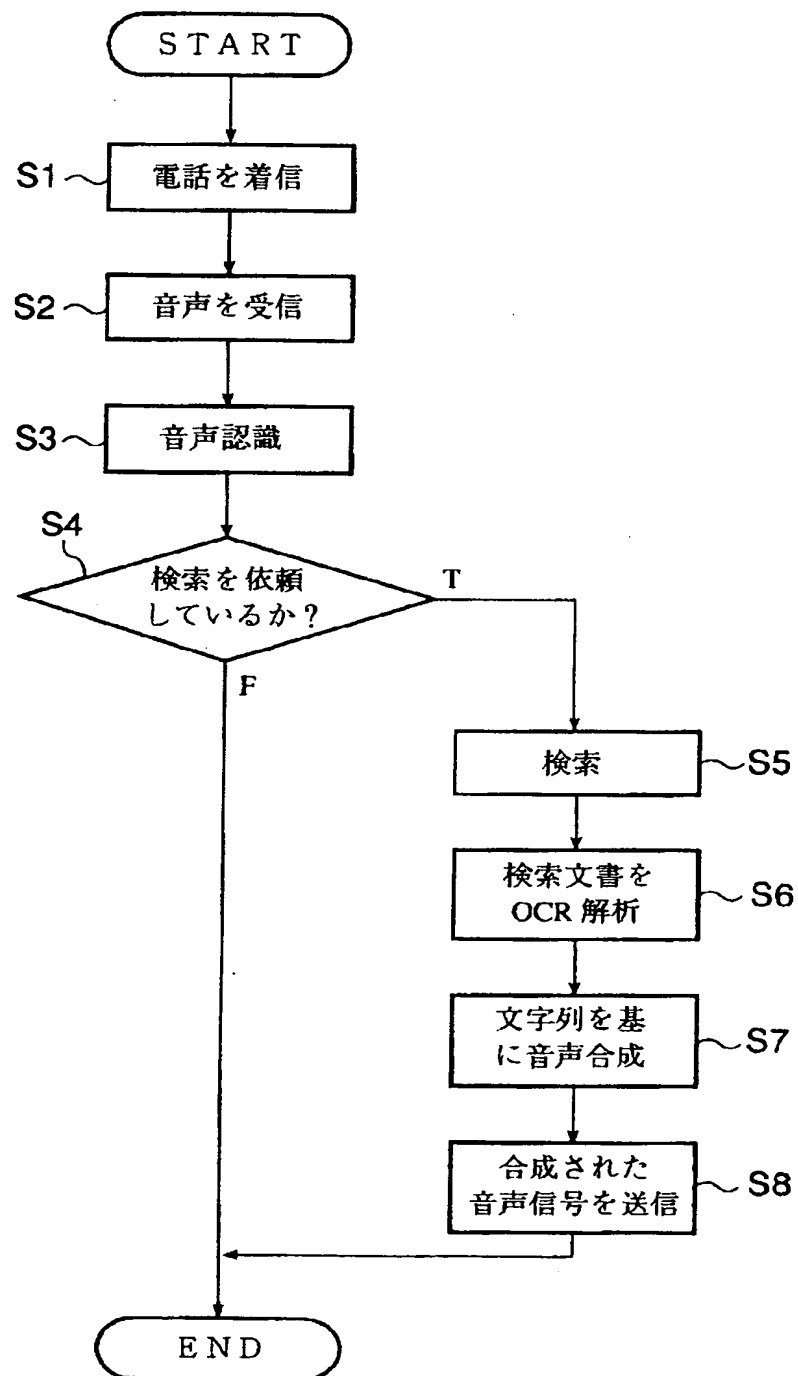 START
S1
電話を着信
S2
音声を受信
S3
音声認識
S4
検索を依頼
しているか?
T
F
検索
S5
検索文書を
OCR 解析
S6
文字列を基
に音声合成
S7
合成された
音声信号を送信
S8
END